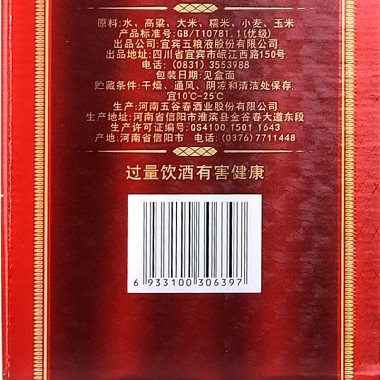 原料:水、高粱、大米、糯米、小麦、玉米
产品标准号:GB/T10781.1(优级)
出品公司:宜宾五粮液股份有限公司
出品地址:四川省宜宾市岷江西路150号
电话:(0831)3553988
包装日期:见盒面
贮藏条件:干燥、通风、阴凉和清洁处保存,
宜10℃-25℃
生产:河南五谷春酒业股份有限公司
生产地址:河南省信阳市淮滨县金谷春大道东段
生产许可证编号:QS4100 1501 1643
产地:河南省信阳市 电话:(0376)7711448
过量饮酒有害健康
6 933100 306397